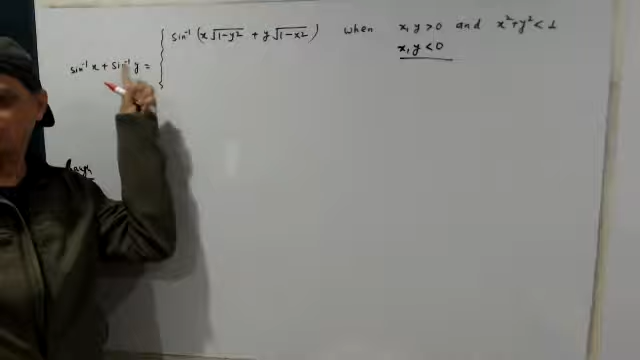 sin⁻¹ (x √1-y² + y √1-x² ) when x, y > 0 and x² + y² < 1
x, y < 0
sin⁻¹ x + sin⁻¹ y =